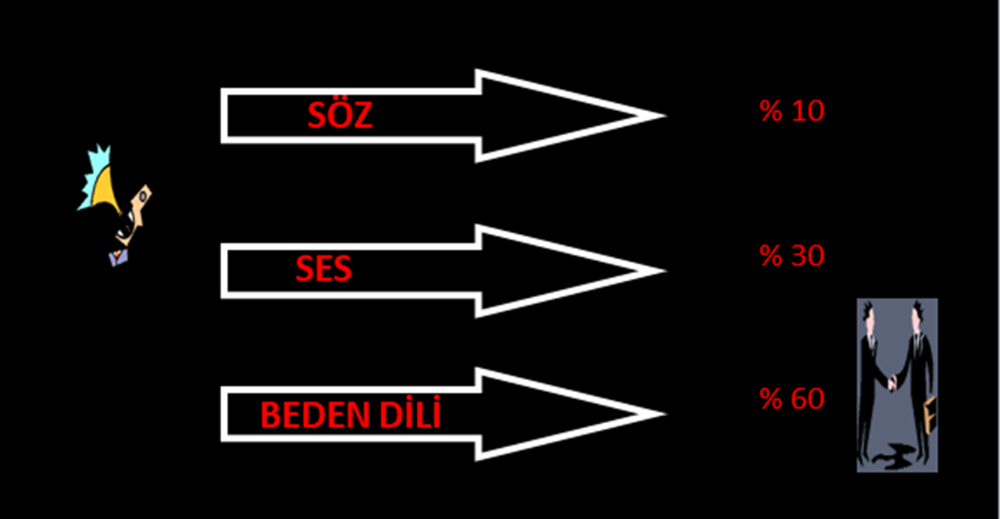 SÖZ
% 10
SES
% 30
BEDEN DİLİ
% 60